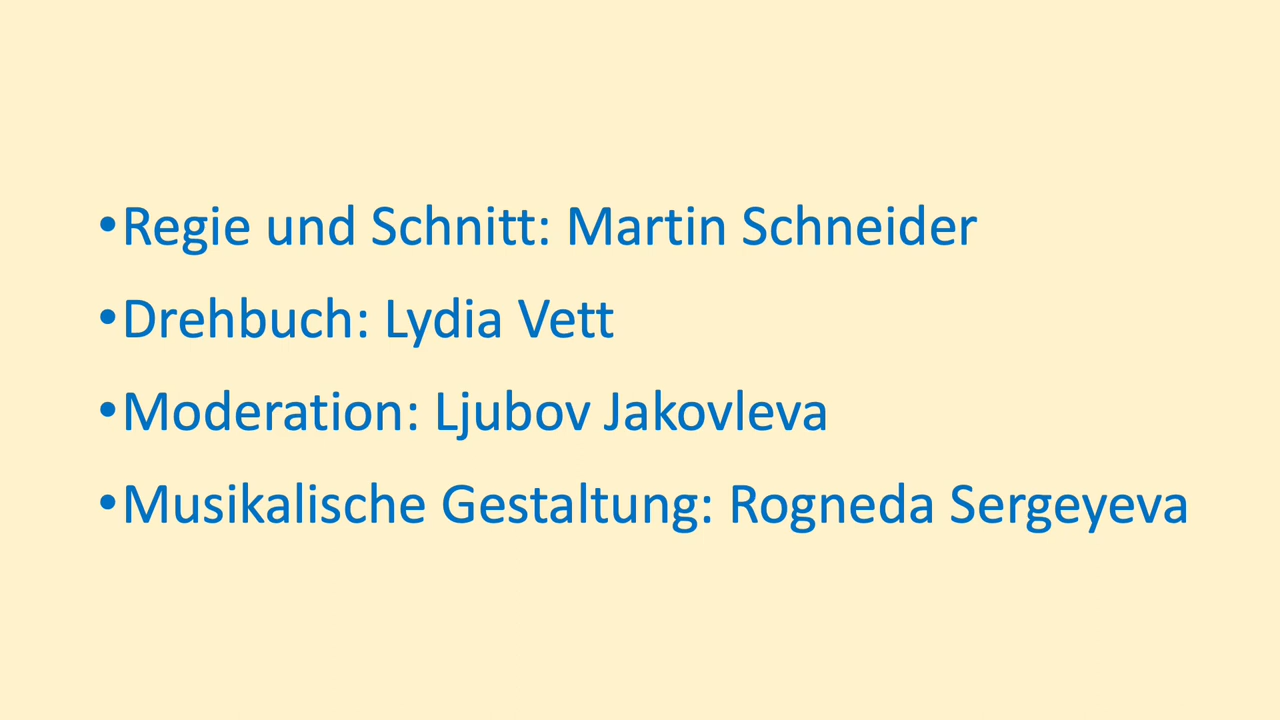 •Regie und Schnitt: Martin Schneider
•Drehbuch: Lydia Vett
•Moderation: Ljubov Jakovleva
•Musikalische Gestaltung: Rogneda Sergeyeva